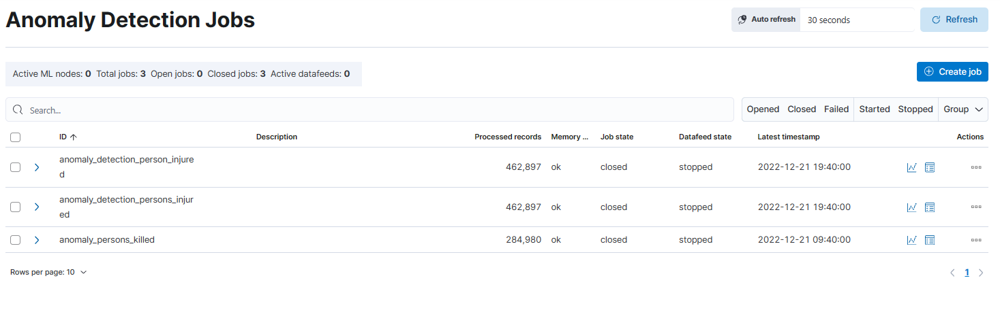 Anomaly Detection Jobs
Auto refresh 30 seconds Refresh
Active ML nodes: 0 Total jobs: 3 Open jobs: 0 Closed jobs: 3 Active datafeeds: 0
Create job
Search...
Opened Closed Failed Started Stopped Group
ID Description Processed records Memory ... Job state Datafeed state Latest timestamp Actions
anomaly_detection_person_injure
d
462,897 ok closed stopped 2022-12-21 19:40:00
anomaly_detection_persons_injur
ed
462,897 ok closed stopped 2022-12-21 19:40:00
anomaly_persons_killed 284,980 ok closed stopped 2022-12-21 09:40:00
Rows per page: 10
1